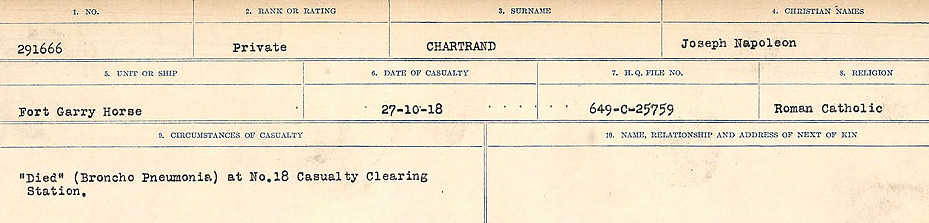 1. NO. 2. RANK OR RATING 3. SURNAME 4. CHRISTIAN NAMES
291666 Private CHARTRAND Joseph Napoleon
5. UNIT OR SHIP 6. DATE OF CASUALTY 7. H.Q. FILE NO. 8. RELIGION
Fort Garry Horse 27-10-18 649-C-25759 Roman Catholic
9. CIRCUMSTANCES OF CASUALTY 10. NAME, RELATIONSHIP AND ADDRESS OF NEXT OF KIN
"Died" (Broncho Pneumonia) at No.18 Casualty Clearing
Station.